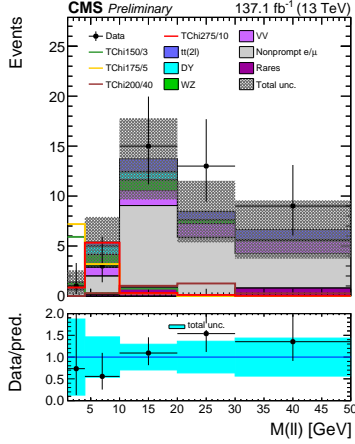 CMS Preliminary 137.1 fb⁻¹ (13 TeV)
Events
Data TChi275/10 VV
TChi150/3 tt(2l) Nonprompt e/μ
TChi175/5 DY Rares
TChi200/40 WZ Total unc.
30
25
20
15
10
5
0
Data/pred.
2.0
1.5
1.0
0.5
0.0
total unc.
5 10 15 20 25 30 35 40 45 50
M(ll) [GeV]